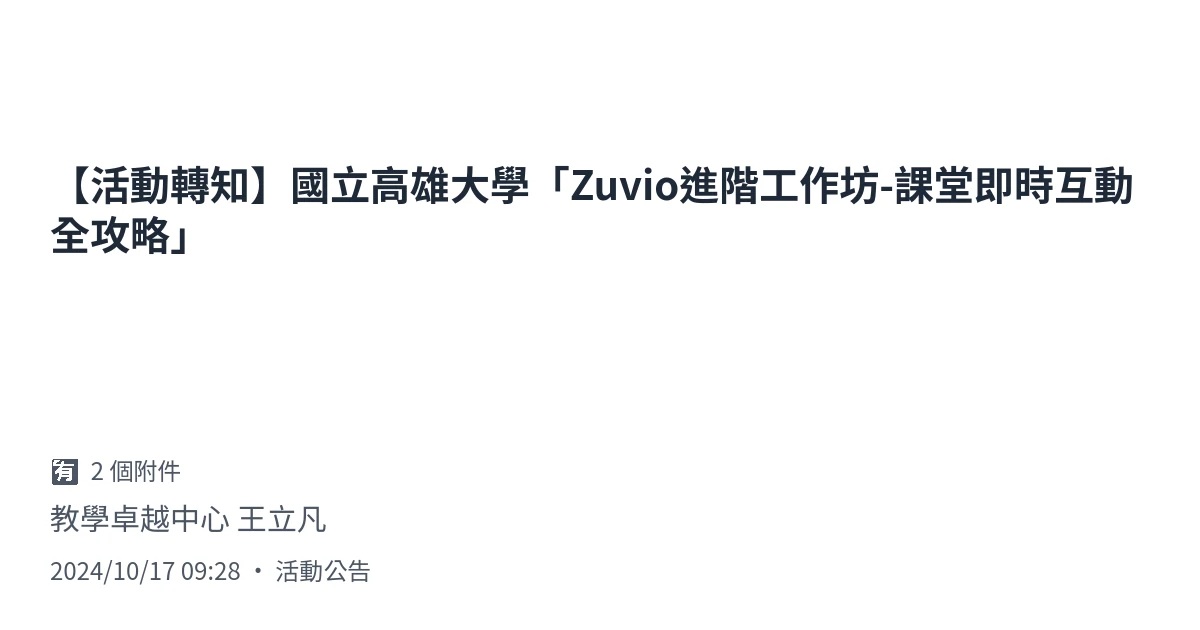 【活動轉知】國立高雄大學「Zuvio進階工作坊-課堂即時互動
全攻略」
有 2 個附件
教學卓越中心 王立凡
2024/10/17 09:28 • 活動公告